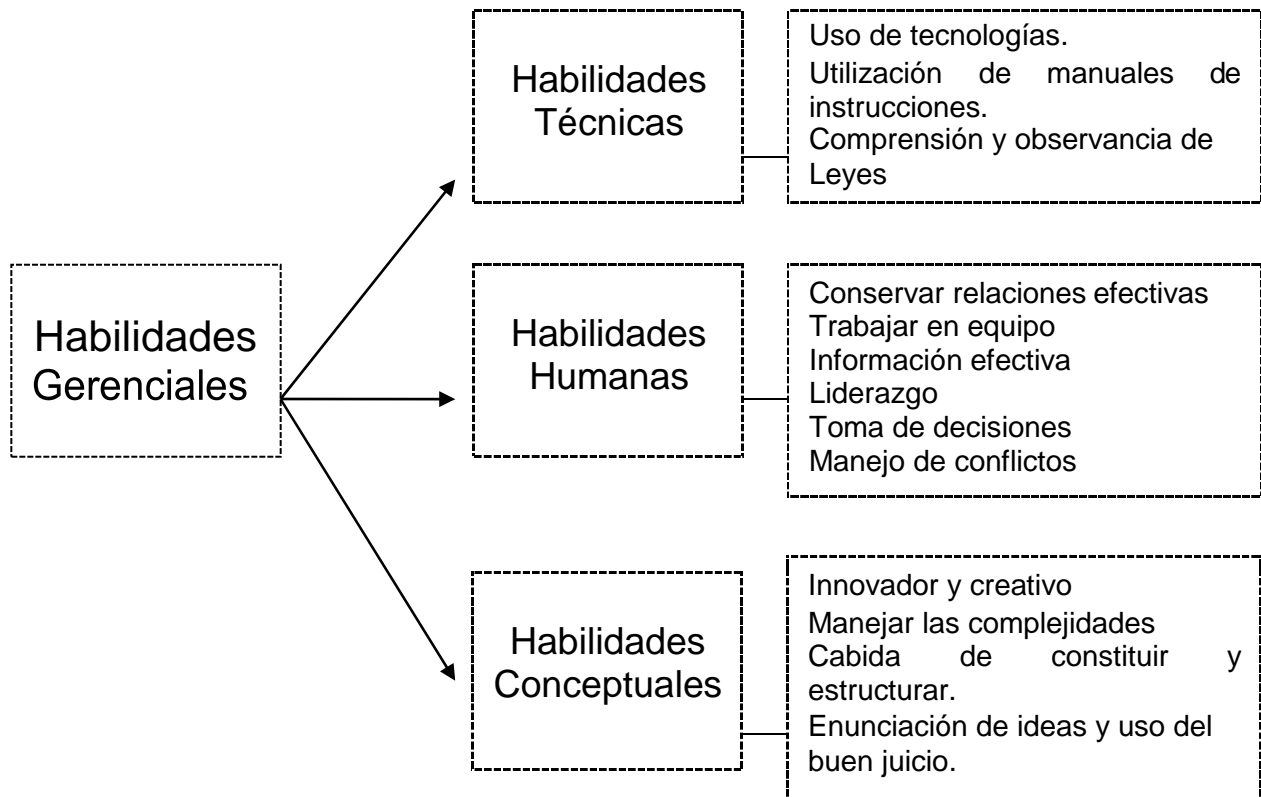 Habilidades
Gerenciales
Habilidades
Técnicas
Uso de tecnologías.
Utilización de manuales de
instrucciones.
Comprensión y observancia de
Leyes
Habilidades
Humanas
Conservar relaciones efectivas
Trabajar en equipo
Información efectiva
Liderazgo
Toma de decisiones
Manejo de conflictos
Habilidades
Conceptuales
Innovador y creativo
Manejar las complejidades
Cabida de constituir y
estructurar.
Enunciación de ideas y uso del
buen juicio.